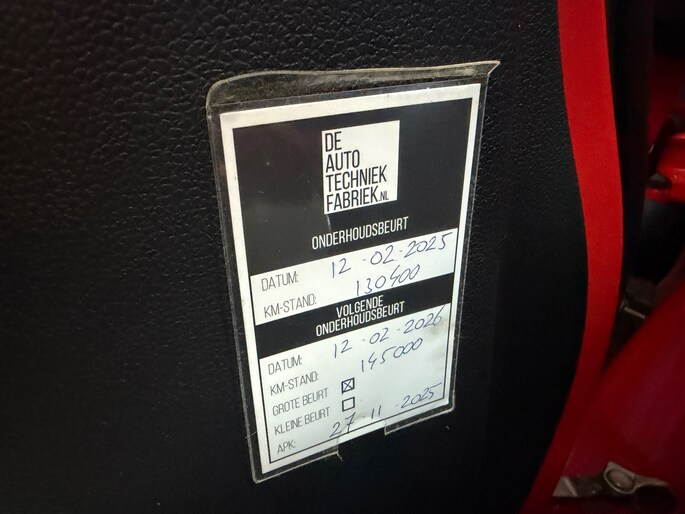 DE
AUTO
TECHNIEK
FABRIEK.NL
ONDERHOUDSBEURT
DATUM: 12-02-2025
KM-STAND: 130400
VOLGENDE
ONDERHOUDSBEURT
DATUM: 12-02-2026
KM-STAND: 145000
GROTE BEURT ☒
KLEINE BEURT ☐
APK: 27-11-2025